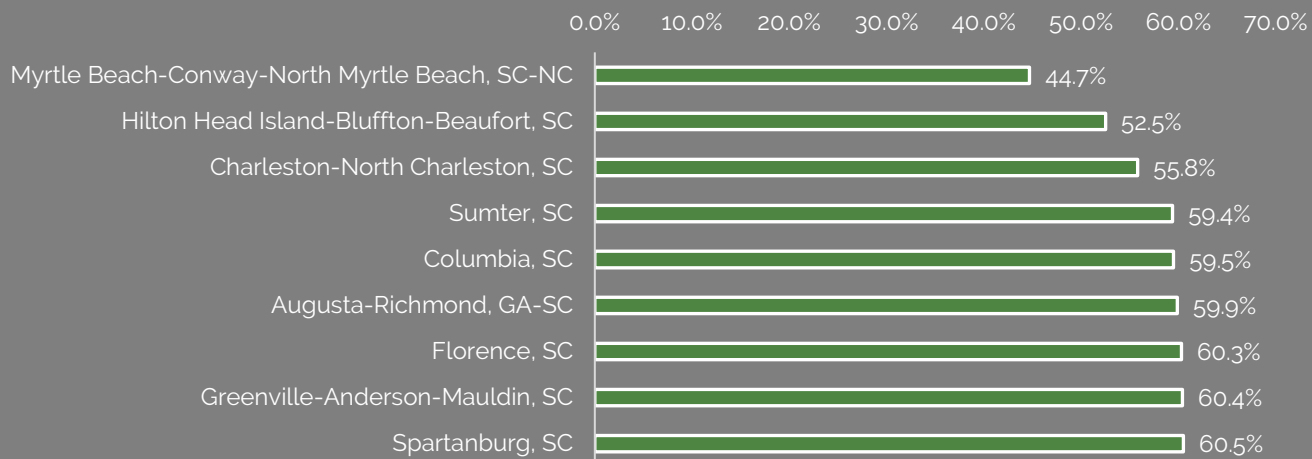 0.0% 10.0% 20.0% 30.0% 40.0% 50.0% 60.0% 70.0%
Myrtle Beach-Conway-North Myrtle Beach, SC-NC 44.7%
Hilton Head Island-Bluffton-Beaufort, SC 52.5%
Charleston-North Charleston, SC 55.8%
Sumter, SC 59.4%
Columbia, SC 59.5%
Augusta-Richmond, GA-SC 59.9%
Florence, SC 60.3%
Greenville-Anderson-Mauldin, SC 60.4%
Spartanburg, SC 60.5%